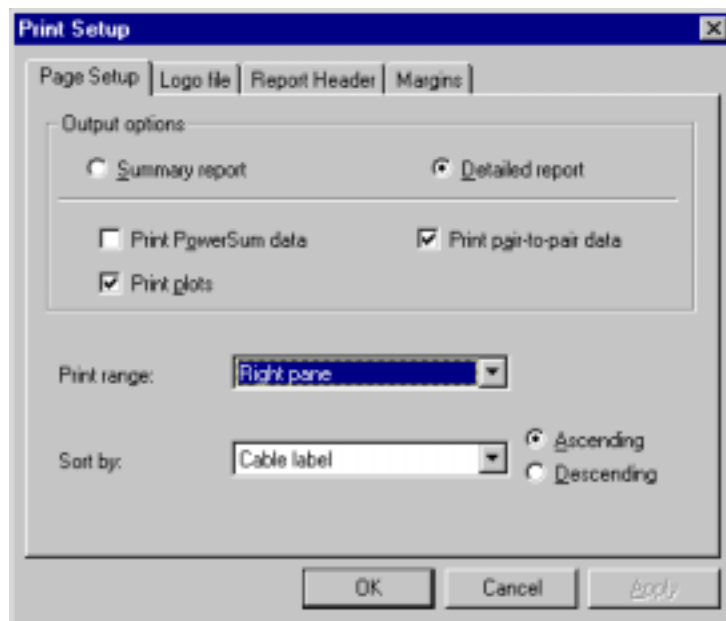 Print Setup
Page Setup Logo file Report Header Margins
Output options
Summary report Detailed report
Print PowerSum data Print pair-to-pair data
Print plots
Print range: Right pane
Sort by: Cable label Ascending
Descending
OK Cancel Apply